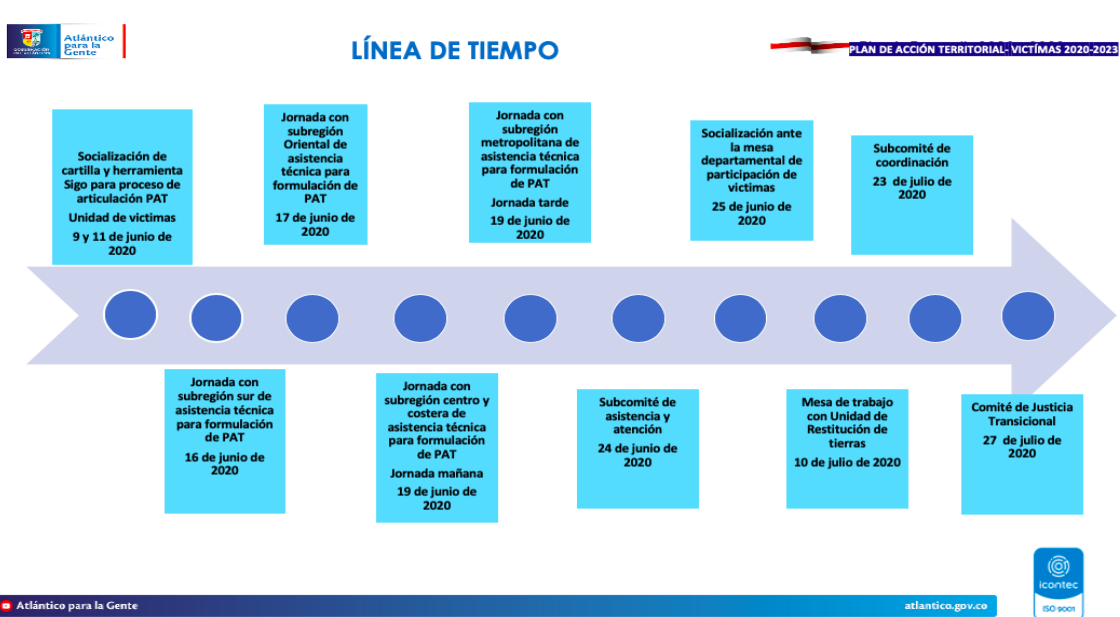 Atlántico
para la
Gente
LÍNEA DE TIEMPO
PLAN DE ACCIÓN TERRITORIAL- VICTÍMAS 2020-2023
Socialización de
cartilla y herramienta
Sigo para proceso de
articulación PAT
Unidad de victimas
9 y 11 de junio de
2020
Jornada con
subregión
Oriental de
asistencia
técnica para
formulación de
PAT
17 de junio de
2020
Jornada con
subregión
metropolitana de
asistencia técnica
para formulación
de PAT
Jornada tarde
19 de junio de
2020
Socialización ante
la mesa
departamental de
participación de
victimas
25 de junio de
2020
Subcomité de
coordinación
23 de julio de
2020
Jornada con
subregión sur de
asistencia técnica
para formulación
de PAT
16 de junio de
2020
Jornada con
subregión centro y
costera de
asistencia técnica
para formulación
de PAT
Jornada mañana
19 de junio de
2020
Subcomité de
asistencia y
atención
24 de junio de
2020
Mesa de trabajo
con Unidad de
Restitución de
tierras
10 de julio de 2020
Comité de Justicia
Transicional
27 de julio de
2020
icontec
ISO 9001
Atlántico para la Gente
atlantico.gov.co